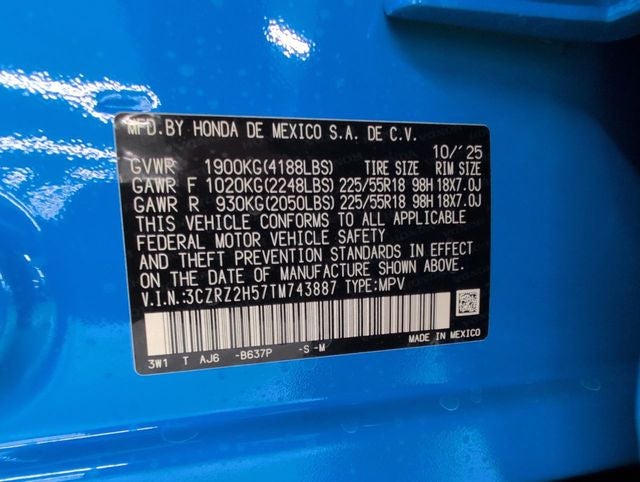 MFD.BY HONDA DE MEXICO S.A. DE C.V.
10/'25
GVWR 1900KG(4188LBS) TIRE SIZE RIM SIZE
GAWR F 1020KG(2248LBS) 225/55R18 98H 18X7.0J
GAWR R 930KG(2050LBS) 225/55R18 98H 18X7.0J
THIS VEHICLE CONFORMS TO ALL APPLICABLE
FEDERAL MOTOR VEHICLE SAFETY
AND THEFT PREVENTION STANDARDS IN EFFECT
ON THE DATE OF MANUFACTURE SHOWN ABOVE.
V.I.N.:3CZRZ2H57TM743887 TYPE:MPV
3W1 T AJ6 -B637P -S -M
MADE IN MEXICO